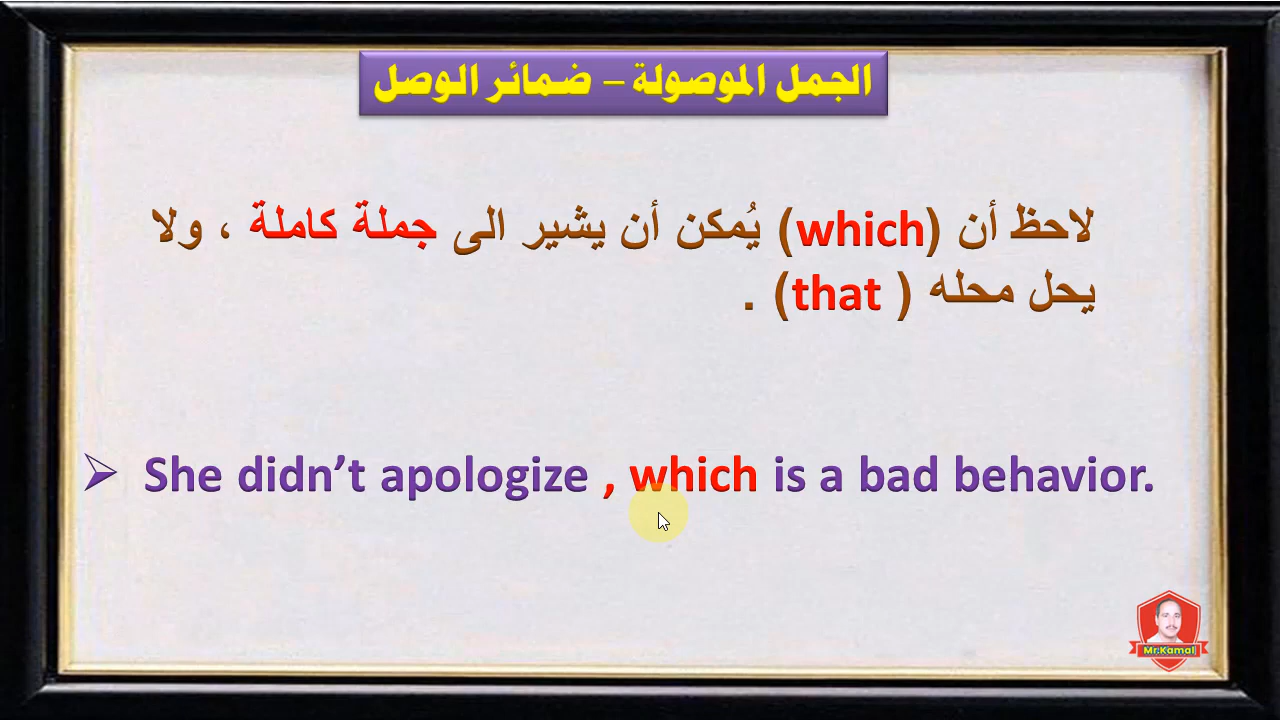 الجمل الموصولة – ضمائر الوصل
لاحظ أن (which) يُمكن أن يشير الى جملة كاملة ، ولا
يحل محله ( that) .
➢ She didn’t apologize , which is a bad behavior.
Mr.Kamal